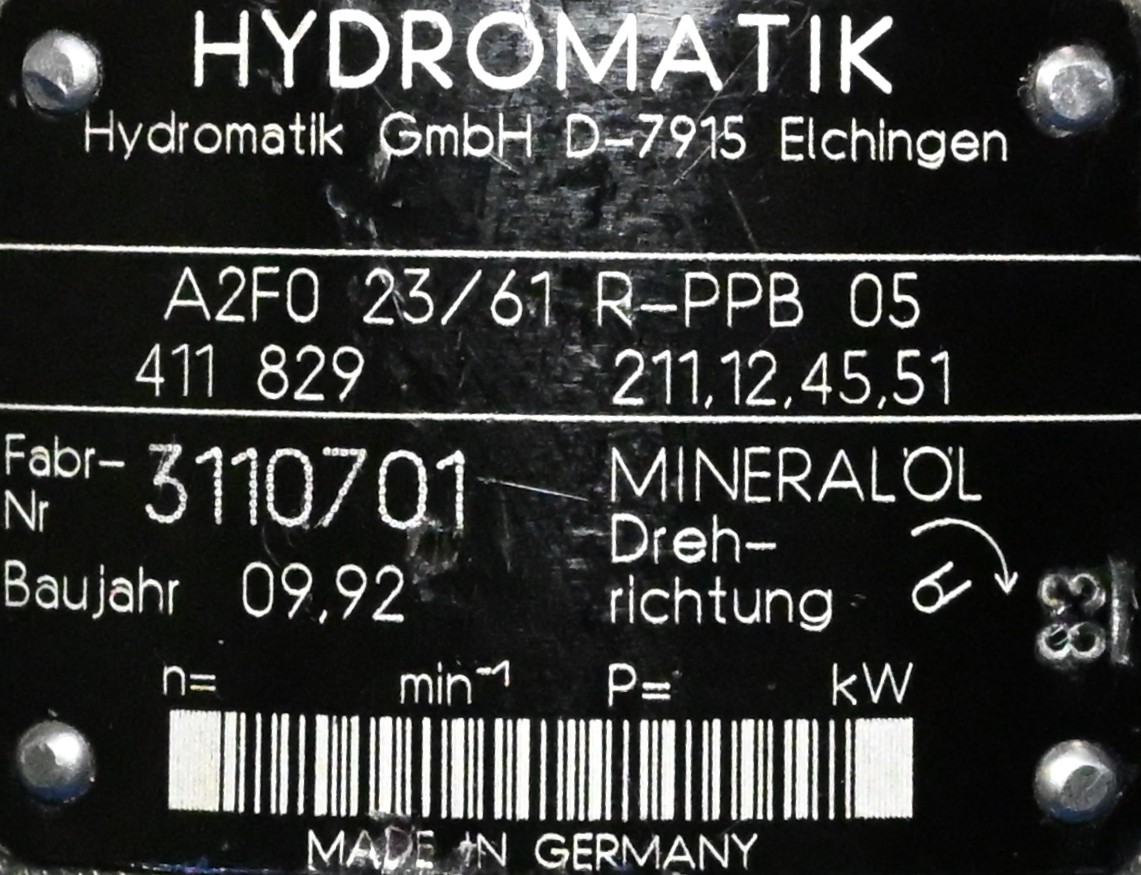 HYDROMATIK
Hydromatik GmbH D-7915 Elchingen
A2FO 23/61 R-PPB 05
411 829 211,12,45,51
Fabr-Nr 3110701 MINERALÖL
Baujahr 09,92 Dreh-
richtung R
n= min⁻¹ P= kW
MADE IN GERMANY
83